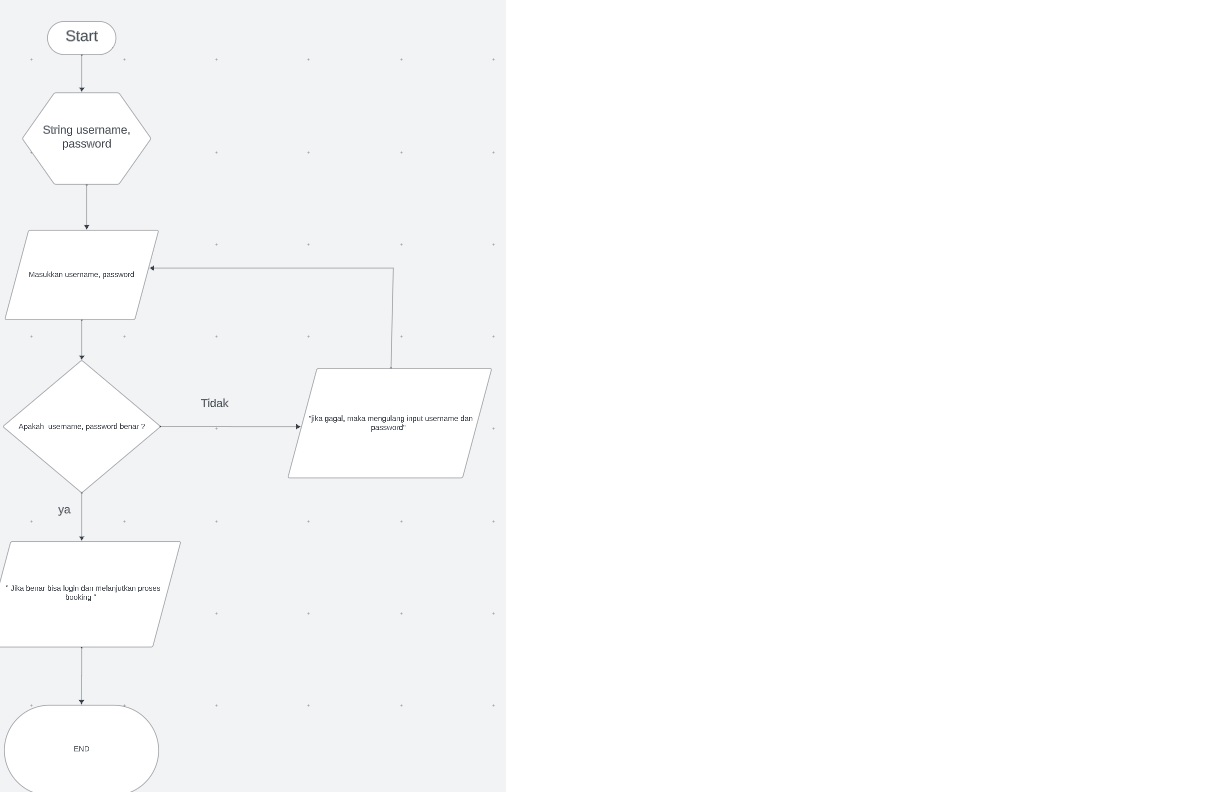 Start
String username,
password
Masukkan username, password
Tidak
Apakah  username, password benar ?
"jika gagal, maka mengulang input username dan
password"
ya
" Jika benar bisa login dan melanjutkan proses
booking "
END